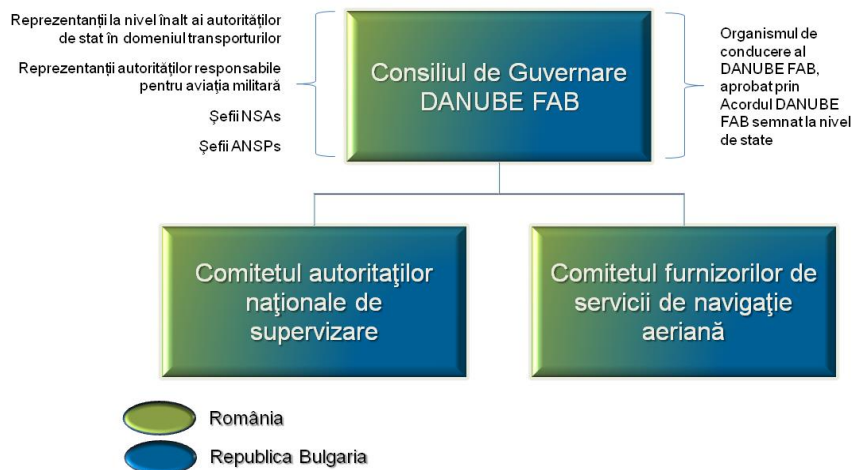 Reprezentanţii la nivel înalt ai autorităţilor
de stat în domeniul transporturilor
Reprezentanţii autorităţilor responsabile
pentru aviaţia militară
Şefii NSAs
Şefii ANSPs
Consiliul de Guvernare
DANUBE FAB
Organismul de
conducere al
DANUBE FAB,
aprobat prin
Acordul DANUBE
FAB semnat la nivel
de state
Comitetul autoritaţilor
naţionale de
supervizare
Comitetul furnizorilor de
servicii de navigaţie
aeriană
România
Republica Bulgaria